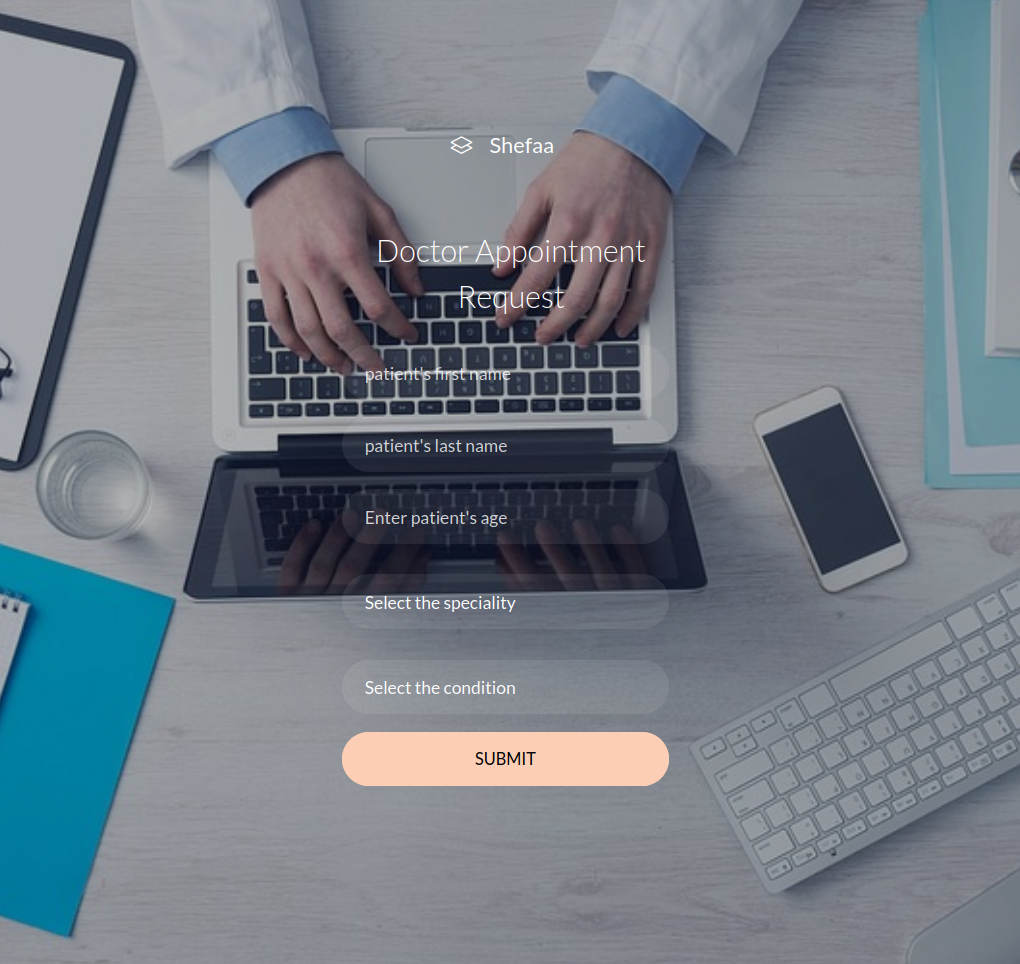 Shefaa
Doctor Appointment
Request
patient's first name
patient's last name
Enter patient's age
Select the speciality
Select the condition
SUBMIT